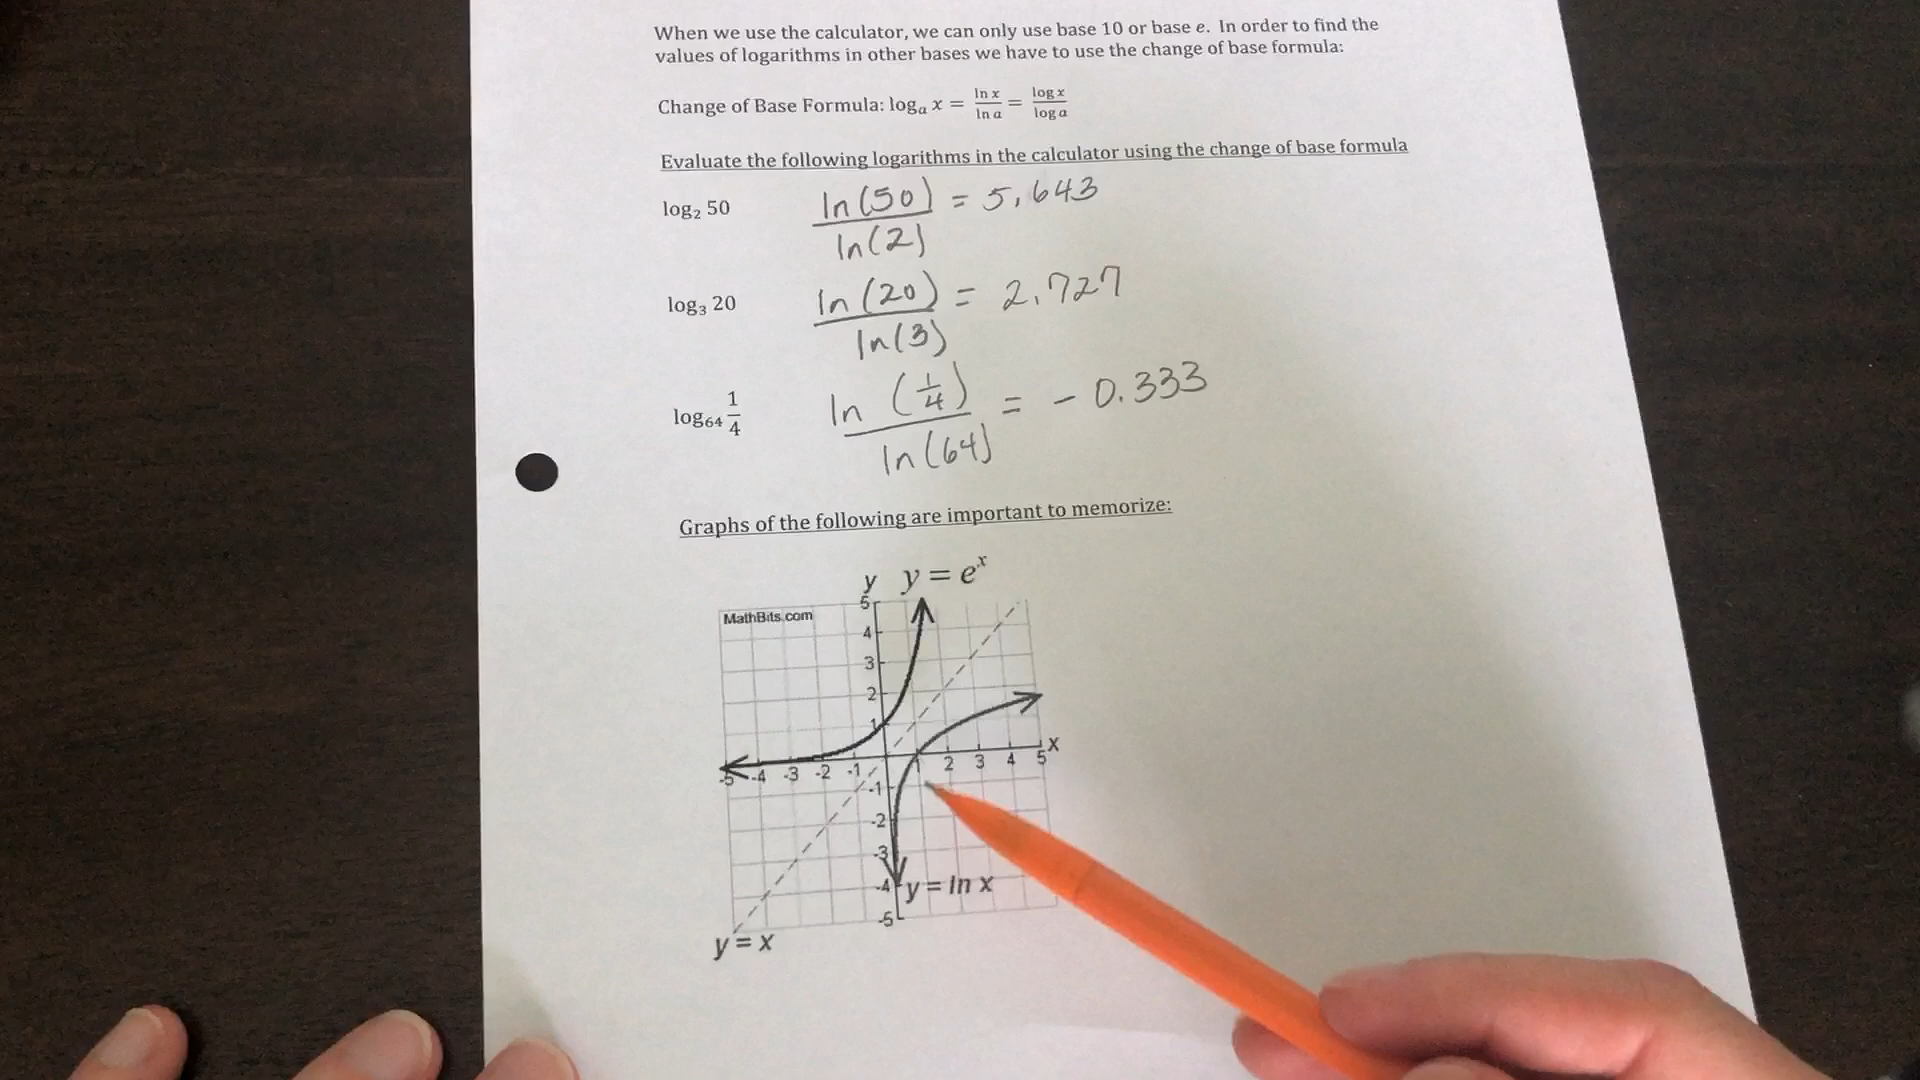 When we use the calculator, we can only use base 10 or base e. In order to find the
values of logarithms in other bases we have to use the change of base formula:
Change of Base Formula: logₐ x = ln x / ln a = log x / log a
Evaluate the following logarithms in the calculator using the change of base formula
log₂ 50 ln(50) / ln(2) = 5.643
log₃ 20 ln(20) / ln(3) = 2.727
log₆₄ 1/4 ln(1/4) / ln(64) = -0.333
Graphs of the following are important to memorize:
y y = eˣ
MathBits.com
5
4
3
2
1
-5 -4 -3 -2 -1 1 2 3 4 5 x
-1
-2
-3
-4
y = ln x
-5
y = x